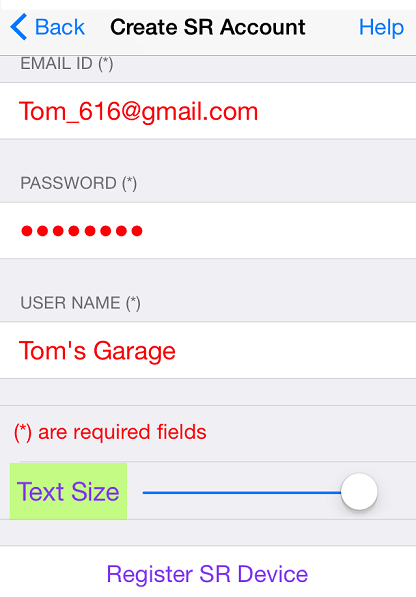 Back Create SR Account Help
EMAIL ID (*)
Tom_616@gmail.com
PASSWORD (*)
●●●●●●●●
USER NAME (*)
Tom's Garage
(*) are required fields
Text Size
Register SR Device